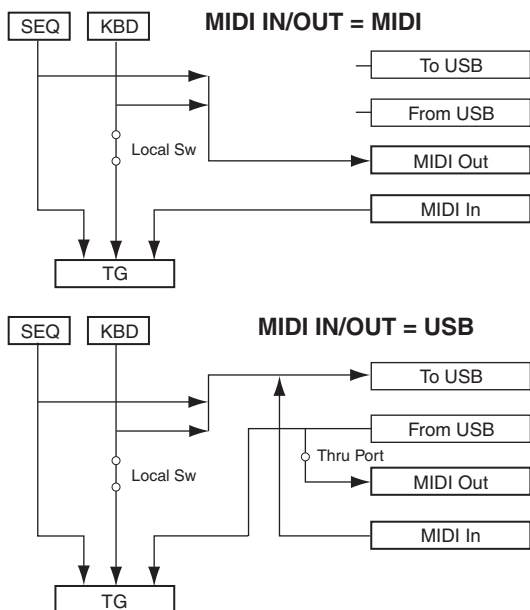 SEQ KBD MIDI IN/OUT = MIDI
To USB
From USB
Local Sw
MIDI Out
MIDI In
TG
SEQ KBD MIDI IN/OUT = USB
To USB
From USB
Thru Port
Local Sw
MIDI Out
MIDI In
TG